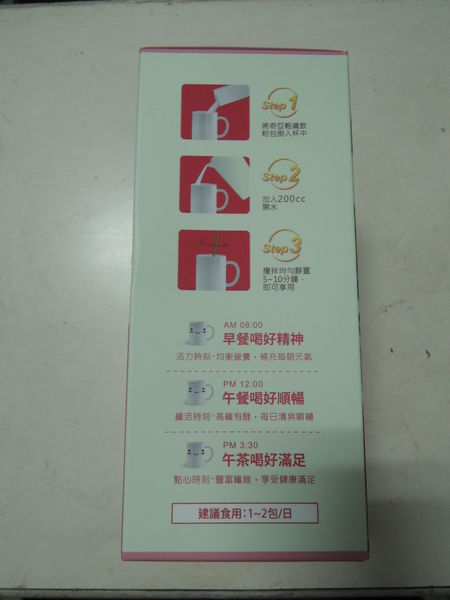 Step 1
將奇亞輕纖飲
粉包倒入杯中
Step 2
加入200cc
開水
Step 3
攪拌均勻靜置
5~10分鐘，
即可享用
AM 08:00
早餐喝好精神
活力時刻-均衡營養，補充每朝元氣
PM 12:00
午餐喝好順暢
纖活時刻-高纖有酵，每日清爽順暢
PM 3:30
午茶喝好滿足
點心時刻-豐富纖維，享受健康滿足
建議食用:1~2包/日